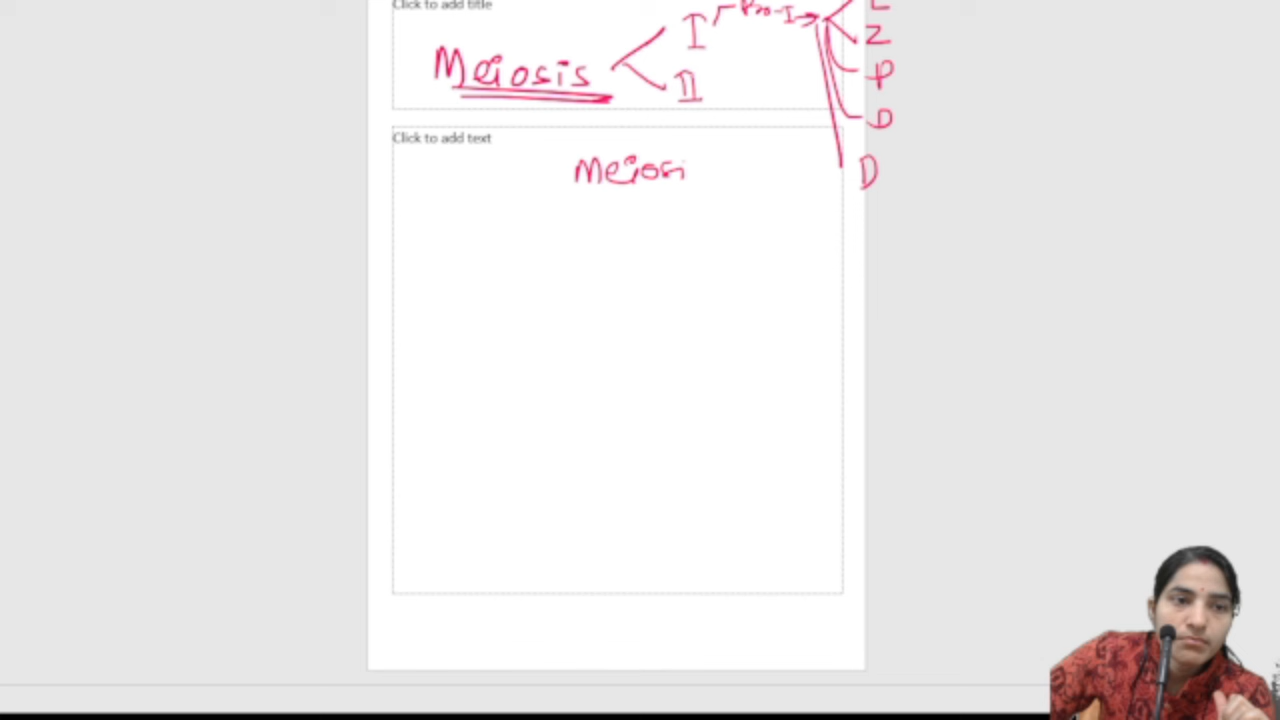 Click to add title
I Pro-I → L
Z
Meiosis
II
P
D
Click to add text
Meiosi
D